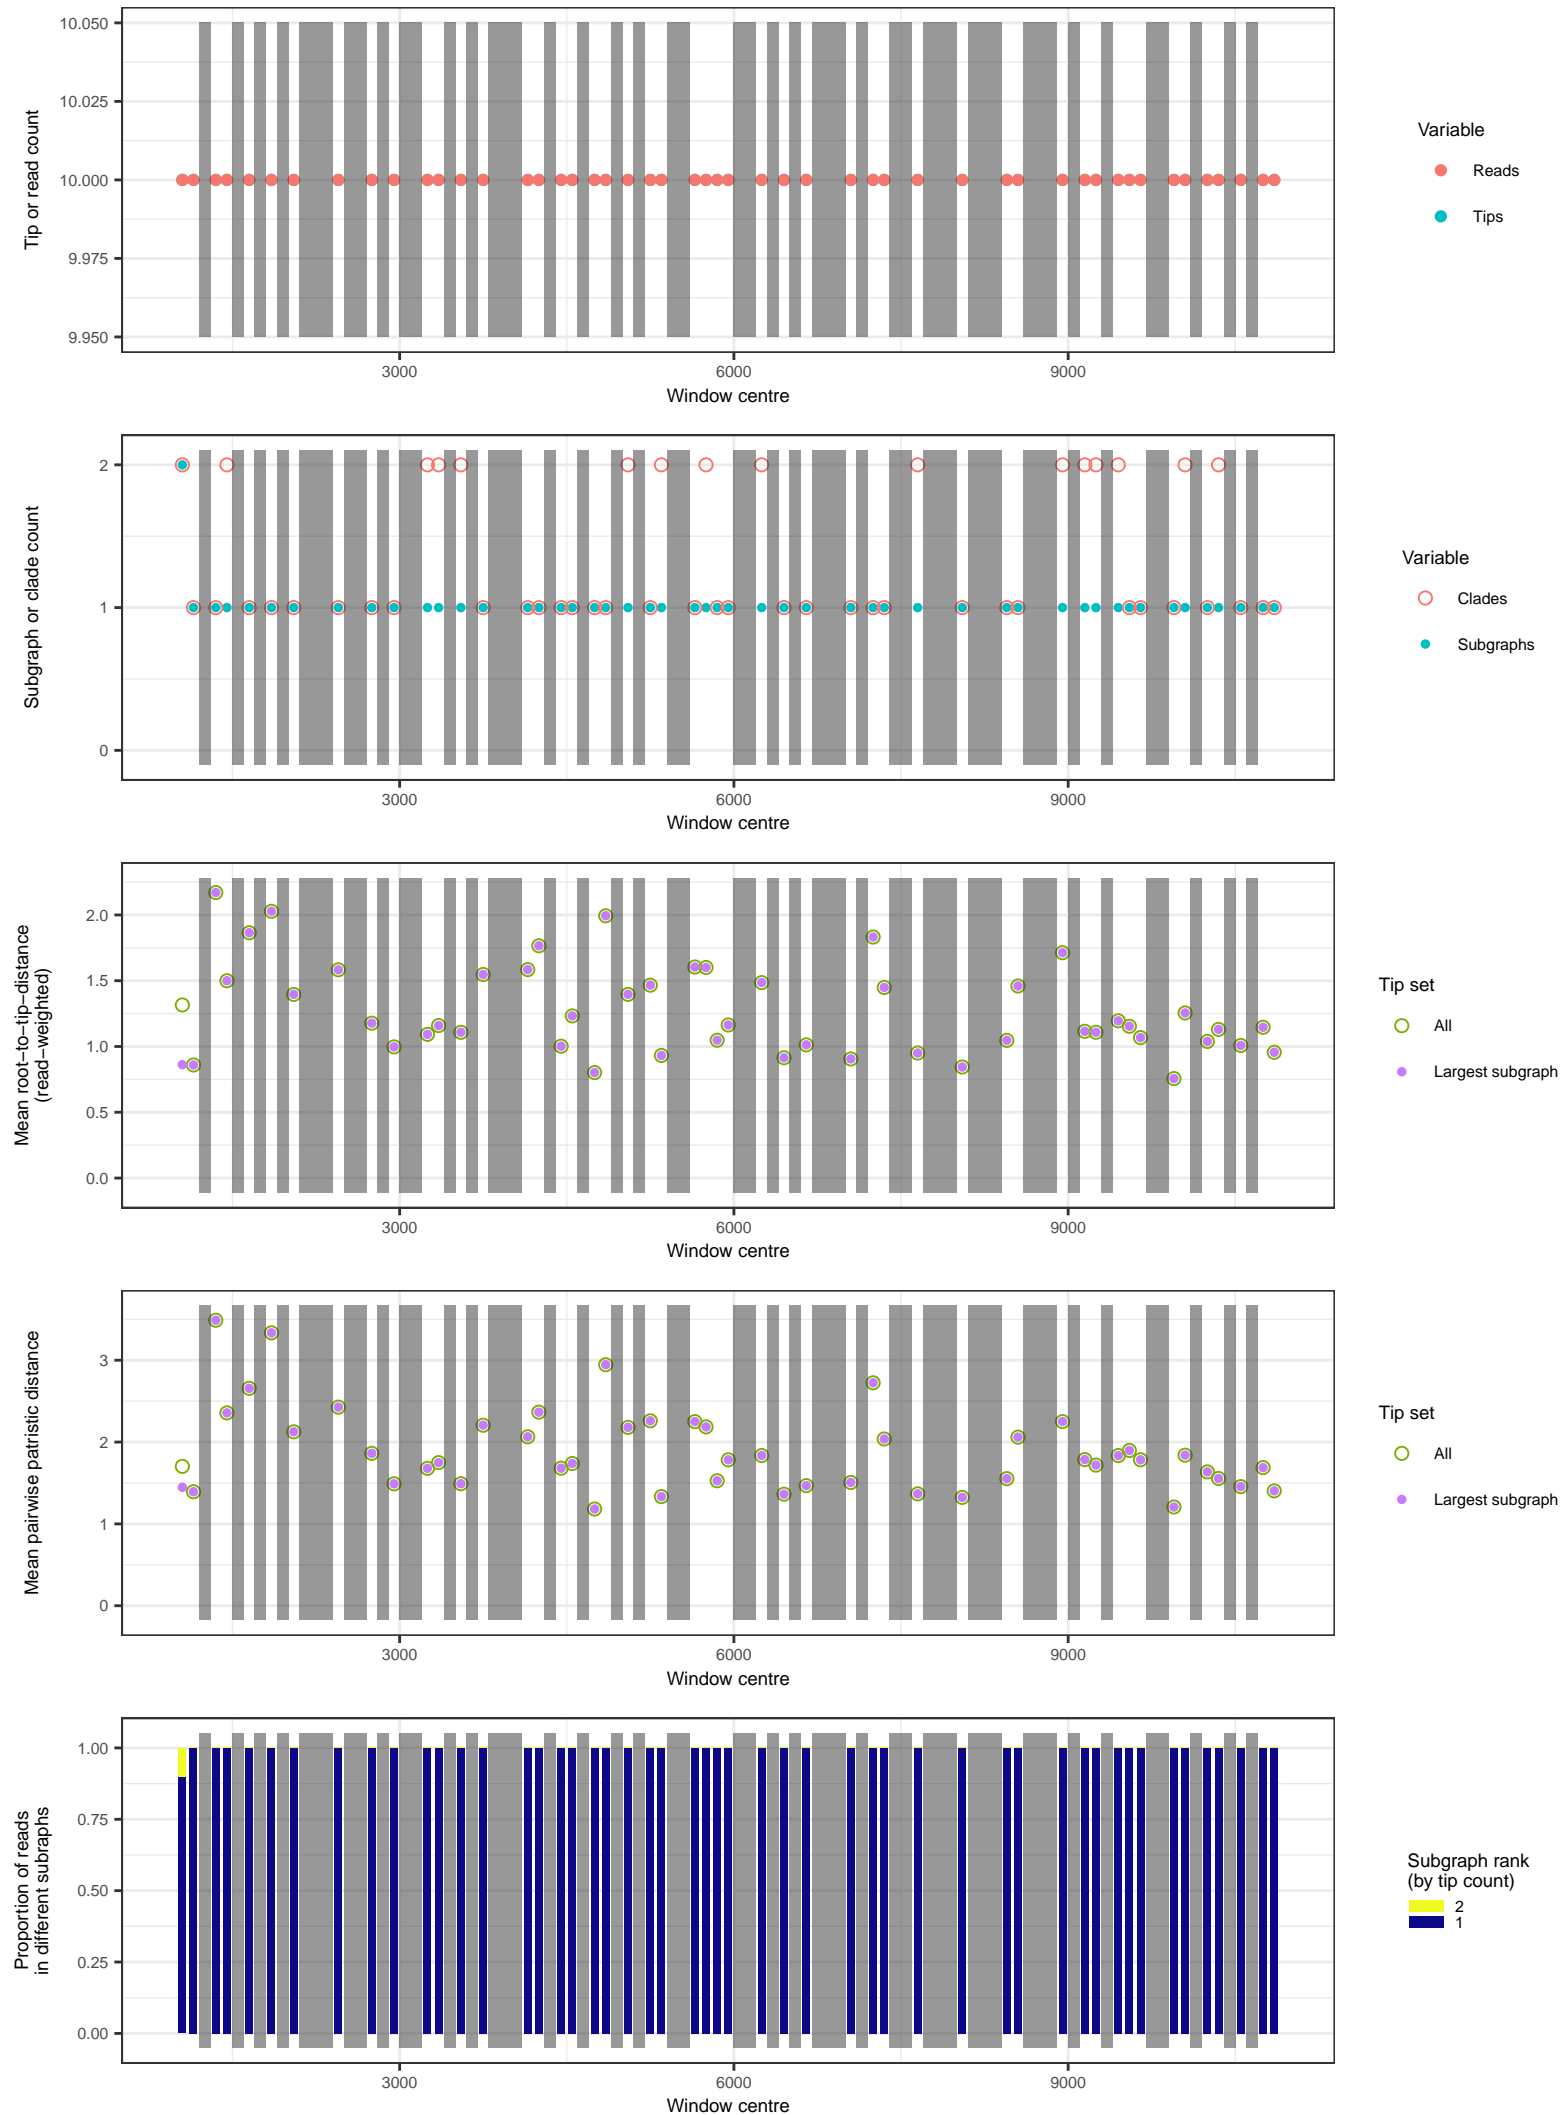 10.050
10.025
10.000
9.975
9.950
Tip or read count
3000
6000
9000
Window centre
Variable
Reads
Tips
2
1
0
Subgraph or clade count
3000
6000
9000
Window centre
Variable
Clades
Subgraphs
2.0
1.5
1.0
0.5
0.0
Mean root−to−tip−distance
(read−weighted)
3000
6000
9000
Window centre
Tip set
All
Largest subgraph
3
2
1
0
Mean pairwise patristic distance
3000
6000
9000
Window centre
Tip set
All
Largest subgraph
1.00
0.75
0.50
0.25
0.00
Proportion of reads
in different subraphs
3000
6000
9000
Window centre
Subgraph rank
(by tip count)
2
1